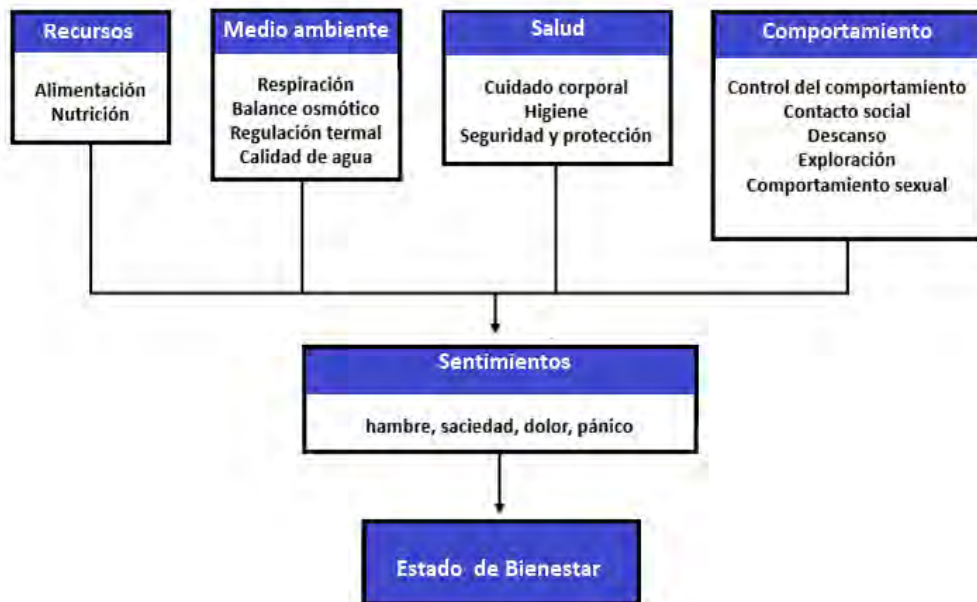 Recursos
Alimentación
Nutrición
Medio ambiente
Respiración
Balance osmótico
Regulación termal
Calidad de agua
Salud
Cuidado corporal
Higiene
Seguridad y protección
Comportamiento
Control del comportamiento
Contacto social
Descanso
Exploración
Comportamiento sexual
Sentimientos
hambre, saciedad, dolor, pánico
Estado de Bienestar